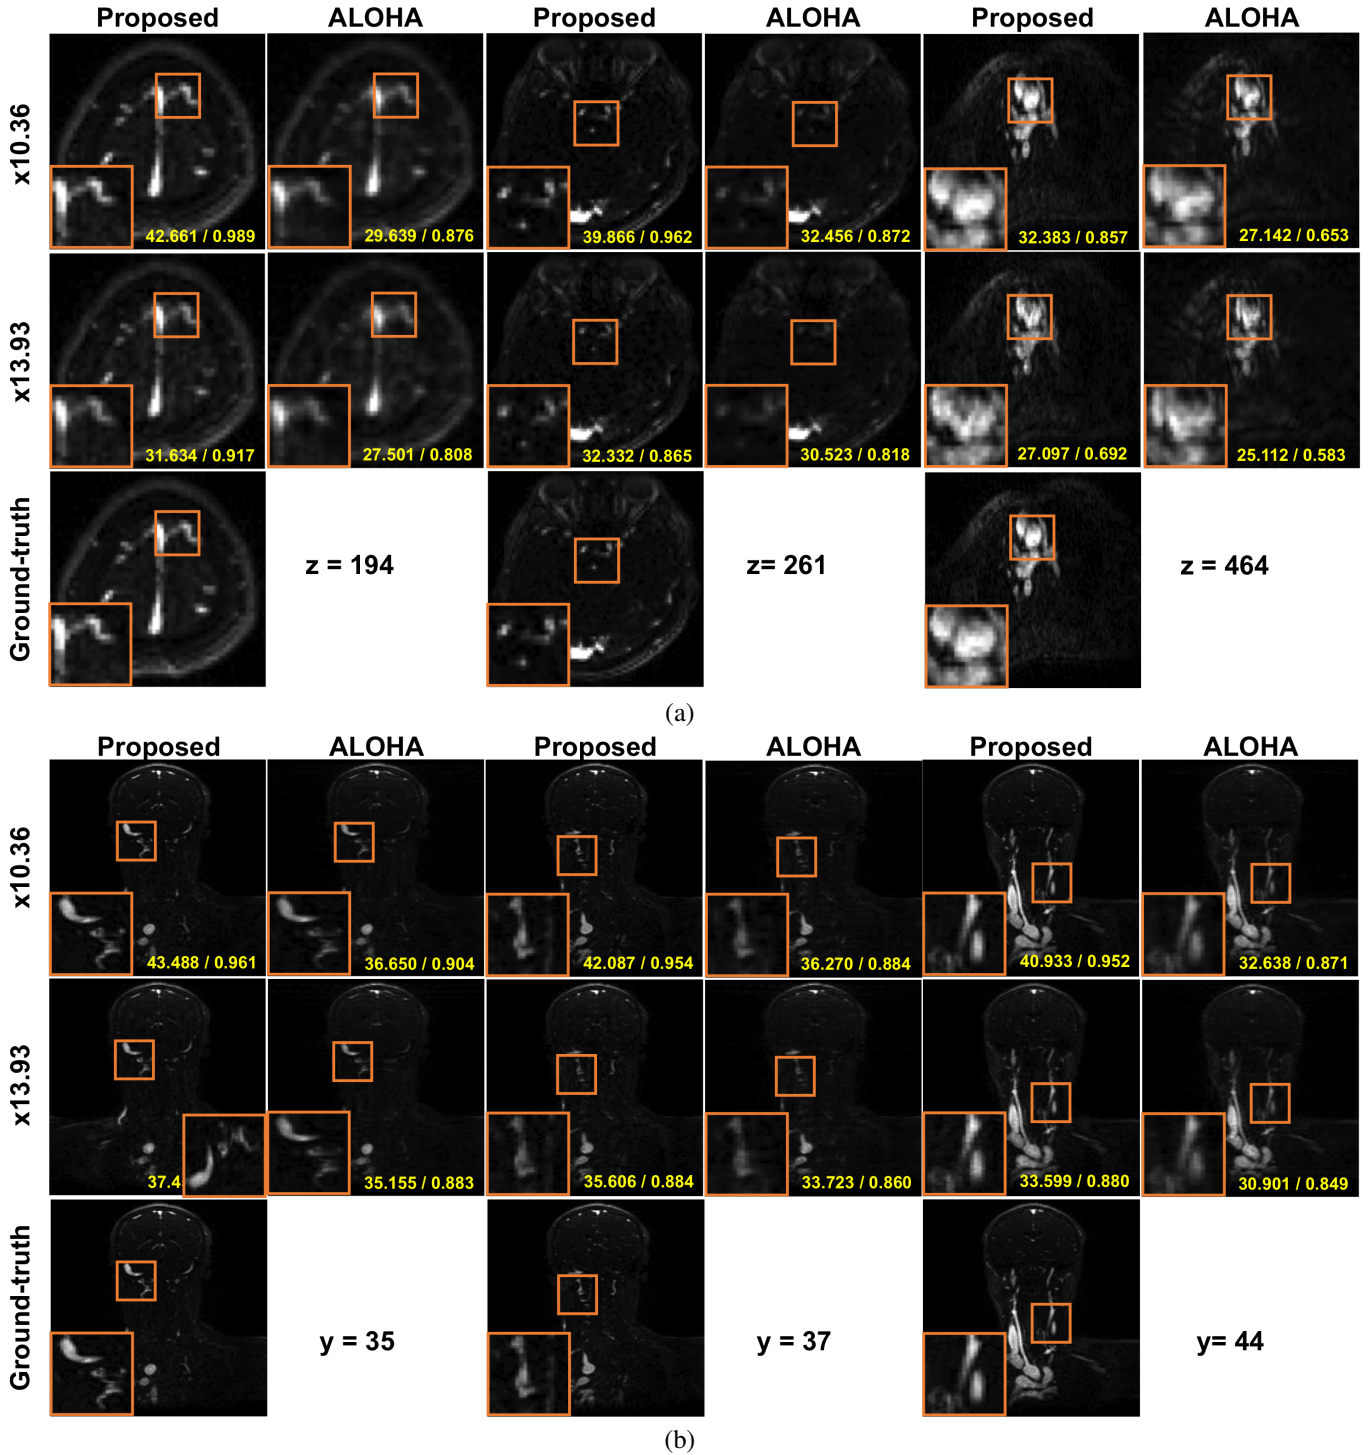 Proposed ALOHA Proposed ALOHA Proposed ALOHA
x10.36
42.661 / 0.989 29.639 / 0.876 39.866 / 0.962 32.456 / 0.872 32.383 / 0.857 27.142 / 0.653
x13.93
31.634 / 0.917 27.501 / 0.808 32.332 / 0.865 30.523 / 0.818 27.097 / 0.692 25.112 / 0.583
Ground-truth
z = 194 z= 261 z = 464
(a)
Proposed ALOHA Proposed ALOHA Proposed ALOHA
x10.36
43.488 / 0.961 36.650 / 0.904 42.087 / 0.954 36.270 / 0.884 40.933 / 0.952 32.638 / 0.871
x13.93
37.4 35.155 / 0.883 35.606 / 0.884 33.723 / 0.860 33.599 / 0.880 30.901 / 0.849
Ground-truth
y = 35 y = 37 y= 44
(b)